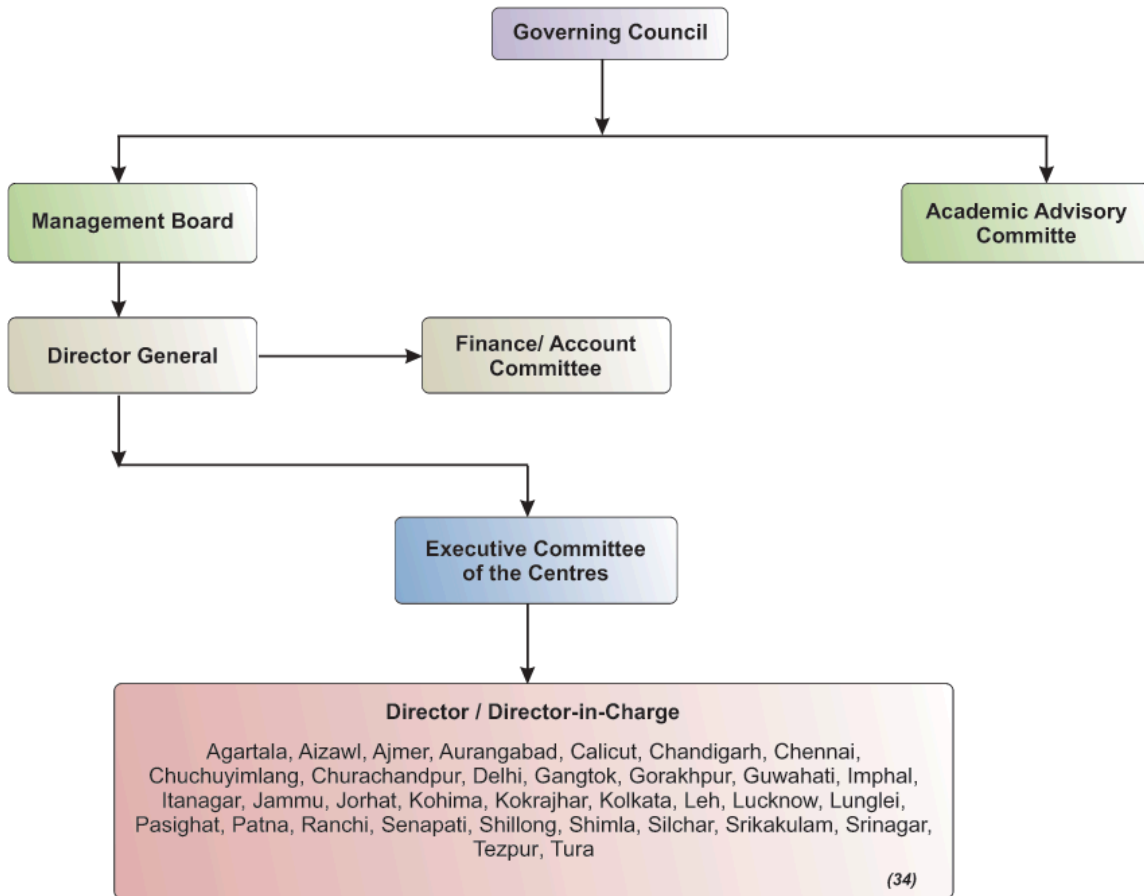 Governing Council
Management Board
Academic Advisory
Committe
Director General
Finance/ Account
Committee
Executive Committee
of the Centres
Director / Director-in-Charge
Agartala, Aizawl, Ajmer, Aurangabad, Calicut, Chandigarh, Chennai,
Chuchuyimlang, Churachandpur, Delhi, Gangtok, Gorakhpur, Guwahati, Imphal,
Itanagar, Jammu, Jorhat, Kohima, Kokrajhar, Kolkata, Leh, Lucknow, Lunglei,
Pasighat, Patna, Ranchi, Senapati, Shillong, Shimla, Silchar, Srikakulam, Srinagar,
Tezpur, Tura
(34)